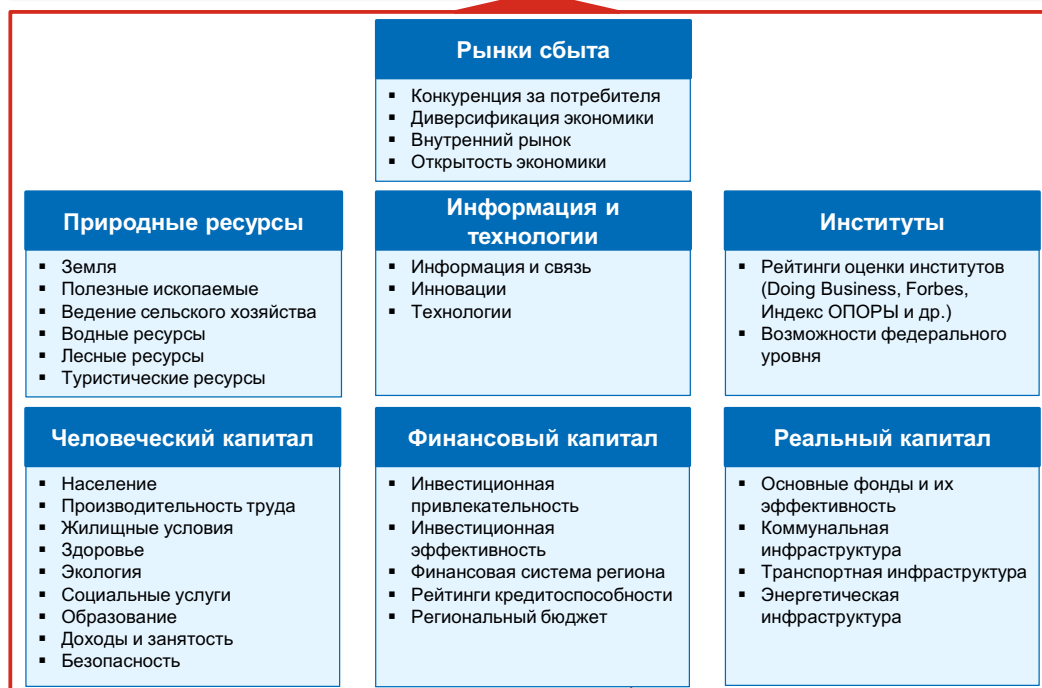 Рынки сбыта
▪ Конкуренция за потребителя
▪ Диверсификация экономики
▪ Внутренний рынок
▪ Открытость экономики
Природные ресурсы
▪ Земля
▪ Полезные ископаемые
▪ Ведение сельского хозяйства
▪ Водные ресурсы
▪ Лесные ресурсы
▪ Туристические ресурсы
Информация и
технологии
▪ Информация и связь
▪ Инновации
▪ Технологии
Институты
▪ Рейтинги оценки институтов
(Doing Business, Forbes,
Индекс ОПОРЫ и др.)
▪ Возможности федерального
уровня
Человеческий капитал
▪ Население
▪ Производительность труда
▪ Жилищные условия
▪ Здоровье
▪ Экология
▪ Социальные услуги
▪ Образование
▪ Доходы и занятость
▪ Безопасность
Финансовый капитал
▪ Инвестиционная
привлекательность
▪ Инвестиционная
эффективность
▪ Финансовая система региона
▪ Рейтинги кредитоспособности
▪ Региональный бюджет
Реальный капитал
▪ Основные фонды и их
эффективность
▪ Коммунальная
инфраструктура
▪ Транспортная инфраструктура
▪ Энергетическая
инфраструктура